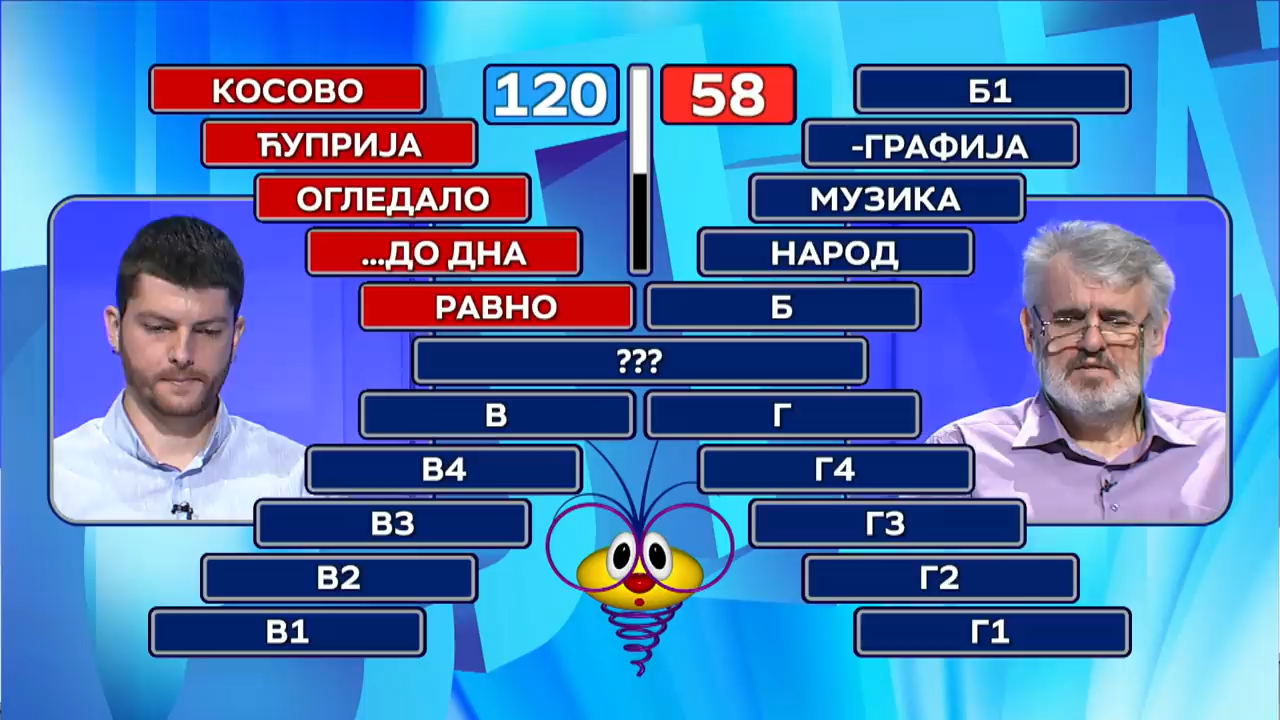 КОСОВО 120 58 Б1
ЋУПРИЈА -ГРАФИЈА
ОГЛЕДАЛО МУЗИКА
...ДО ДНА НАРОД
РАВНО Б
???
В Г
В4 Г4
В3 Г3
В2 Г2
В1 Г1